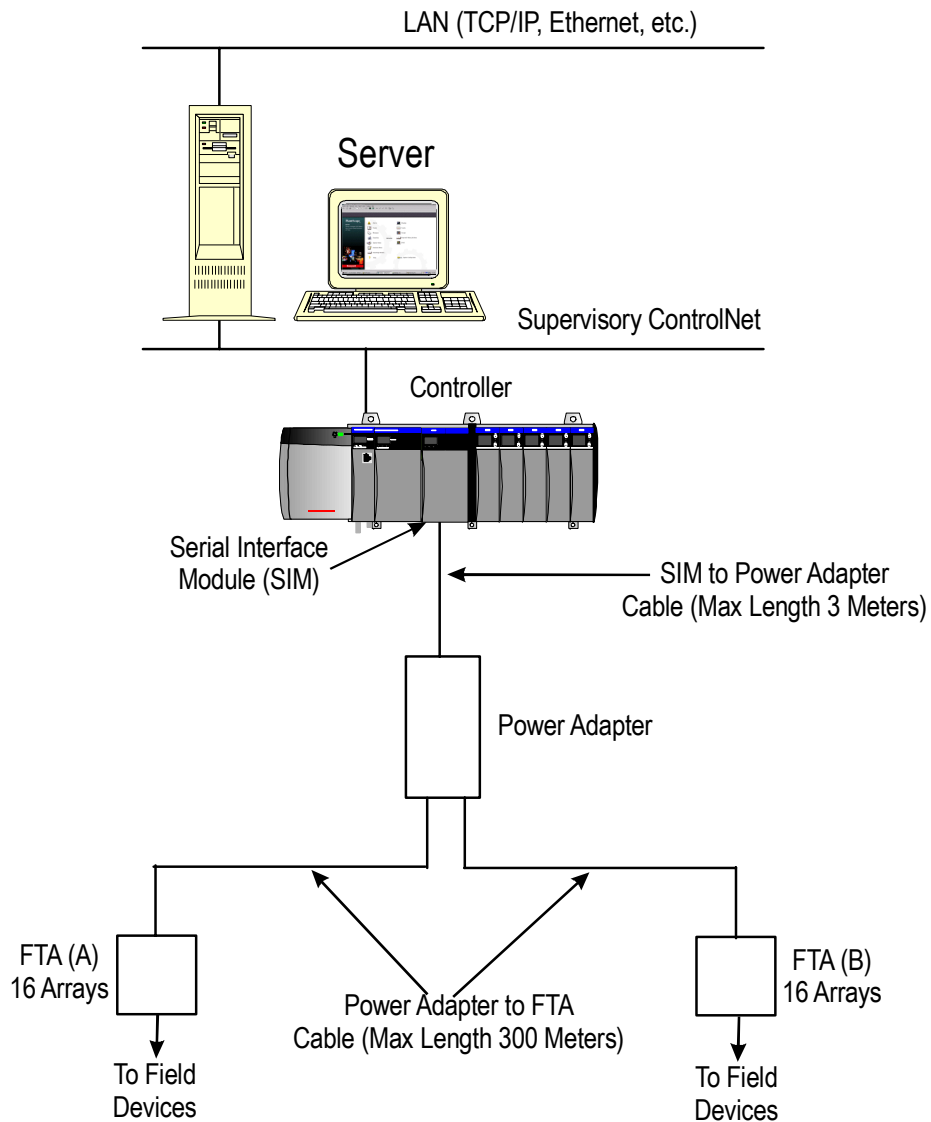 LAN (TCP/IP, Ethernet, etc.)
Server
Supervisory ControlNet
Controller
Serial Interface
Module (SIM)
SIM to Power Adapter
Cable (Max Length 3 Meters)
Power Adapter
FTA (A)
16 Arrays
FTA (B)
16 Arrays
Power Adapter to FTA
Cable (Max Length 300 Meters)
To Field
Devices
To Field
Devices